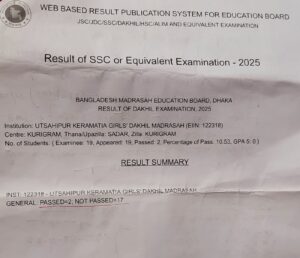 WEB BASED RESULT PUBLICATION SYSTEM FOR EDUCATION BOARD
JSC/JDC/SSC/DAKHIL/HSC/ALIM AND EQUIVALENT EXAMINATION
Result of SSC or Equivalent Examination - 2025
BANGLADESH MADRASAH EDUCATION BOARD, DHAKA
RESULT OF DAKHIL EXAMINATION, 2025
Institution: UTSAHIPUR KERAMATIA GIRLS' DAKHIL MADRASAH (EIIN: 122318)
Centre: KURIGRAM, Thana/Upazilla: SADAR, Zilla: KURIGRAM
No. of Students: ( Examinee: 19, Appeared: 19, Passed: 2, Percentage of Pass: 10.53, GPA 5: 0 )
RESULT SUMMARY
INST: 122318 - UTSAHIPUR KERAMATIA GIRLS' DAKHIL MADRASAH
GENERAL: PASSED=2; NOT PASSED=17